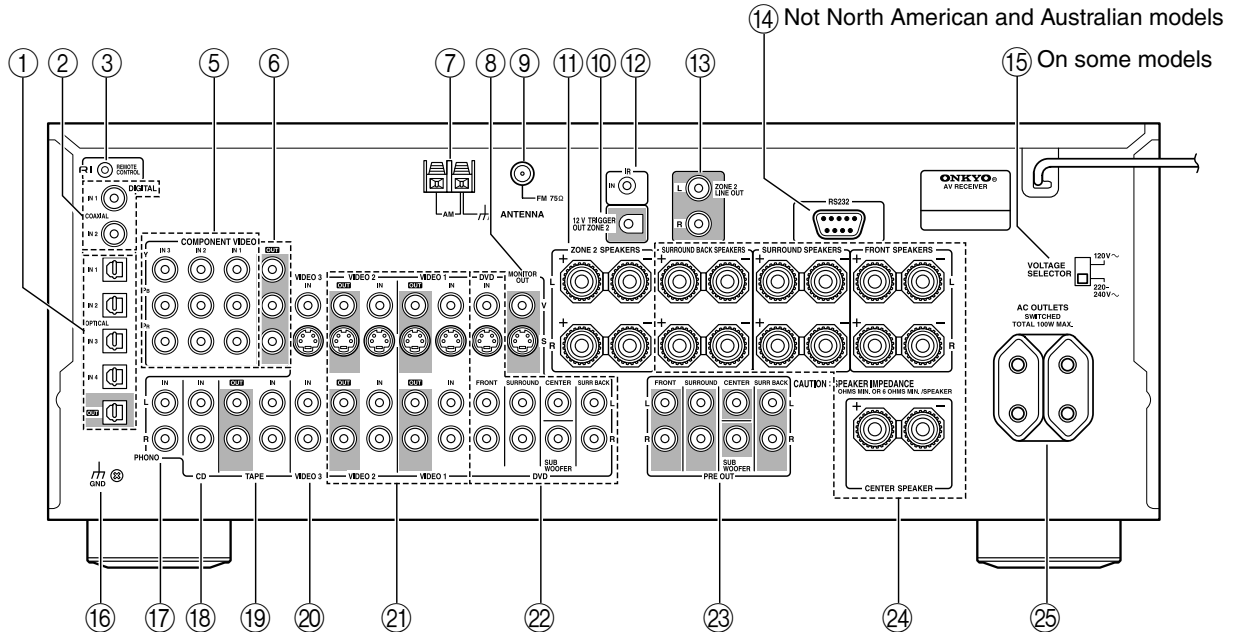 ⑭ Not North American and Australian models
① ② ③ ⑤ ⑥ ⑦ ⑧ ⑨ ⑩ ⑪ ⑫ ⑬ ⑮ On some models
RI REMOTE CONTROL
DIGITAL
IN 1
COAXIAL
IN 2
IN 1
IN 2
OPTICAL
IN 3
IN 4
OUT
COMPONENT VIDEO
IN 3 IN 2 IN 1 OUT
Y
PB
PR
AM
FM 75Ω
ANTENNA
IR
IN
12 V TRIGGER OUT ZONE 2
L
R
ZONE 2 LINE OUT
RS232
ONKYO
AV RECEIVER
VOLTAGE SELECTOR
120V~
220-240V~
VIDEO 3 VIDEO 2 VIDEO 1 DVD MONITOR OUT
IN OUT IN OUT IN IN
V
S
ZONE 2 SPEAKERS SURROUND BACK SPEAKERS SURROUND SPEAKERS FRONT SPEAKERS
+ − + − + − + −
L L
R R
+ − + − + − + −
AC OUTLETS
SWITCHED
TOTAL 100W MAX.
IN IN OUT IN IN OUT IN OUT IN FRONT SURROUND CENTER SURR BACK
L L
R R
SUB WOOFER
PHONO
CD TAPE VIDEO 3 VIDEO 2 VIDEO 1 DVD
FRONT SURROUND CENTER SURR BACK
L
R
SUB WOOFER
PRE OUT
CAUTION : SPEAKER IMPEDANCE
OHMS MIN. OR 6 OHMS MIN. /SPEAKER
+ −
CENTER SPEAKER
GND
⑯ ⑰ ⑱ ⑲ ⑳ ㉑ ㉒ ㉓ ㉔ ㉕